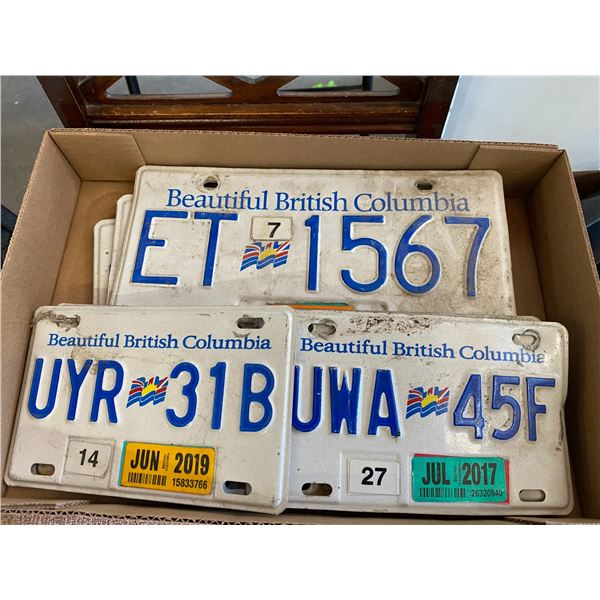 Beautiful British Columbia
ET 7 1567
Beautiful British Columbia
UYR 31B
14 JUN 2019
15833766
Beautiful British Columbia
UWA 45F
27 JUL 2017
26320940